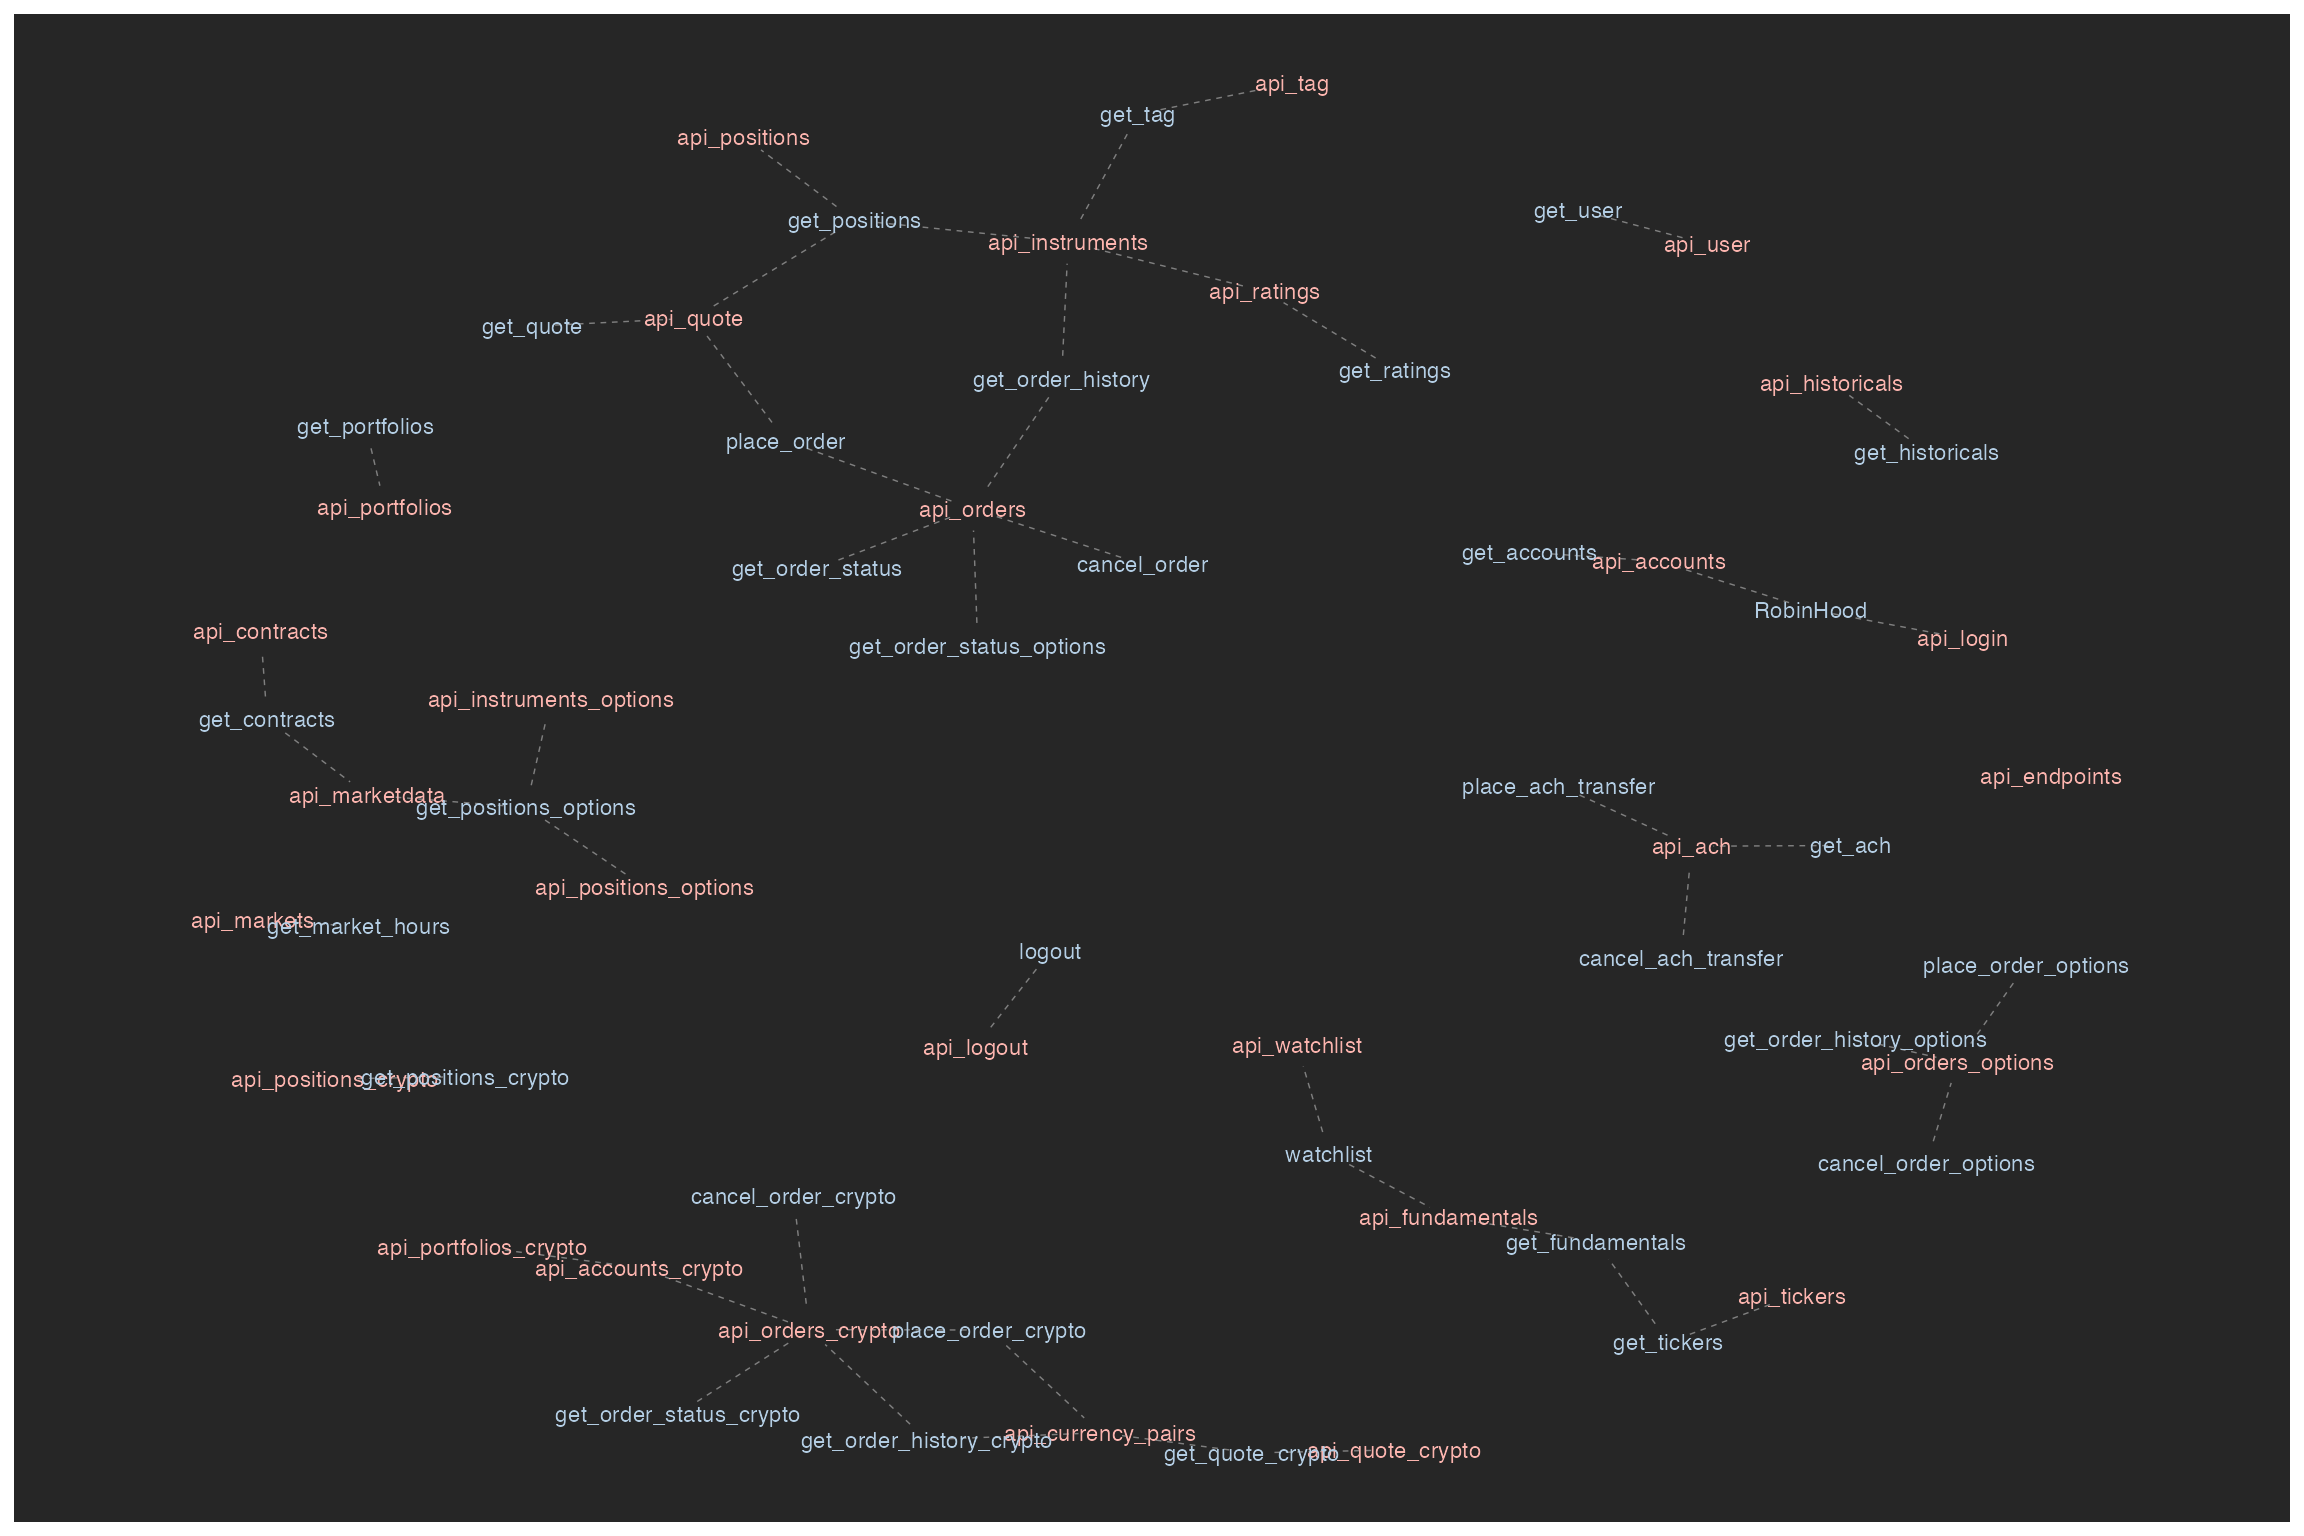 api_tag
get_tag
api_positions
get_user
get_positions
api_instruments
api_user
api_ratings
api_quote
get_quote
get_ratings
get_order_history
api_historicals
get_portfolios
place_order
get_historicals
api_portfolios
api_orders
get_accounts
api_accounts
cancel_order
get_order_status
RobinHood
api_contracts
api_login
get_order_status_options
api_instruments_options
get_contracts
api_endpoints
place_ach_transfer
api_marketdata
get_positions_options
api_ach
get_ach
api_positions_options
api_markets
get_market_hours
logout
cancel_ach_transfer
place_order_options
get_order_history_options
api_logout
api_watchlist
api_orders_options
api_positions_crypto
get_positions_crypto
watchlist
cancel_order_options
cancel_order_crypto
api_fundamentals
get_fundamentals
api_portfolios_crypto
api_accounts_crypto
api_tickers
api_orders_crypto
place_order_crypto
get_tickers
get_order_status_crypto
get_order_history_crypto
api_currency_pairs
get_quote_crypto
api_quote_crypto